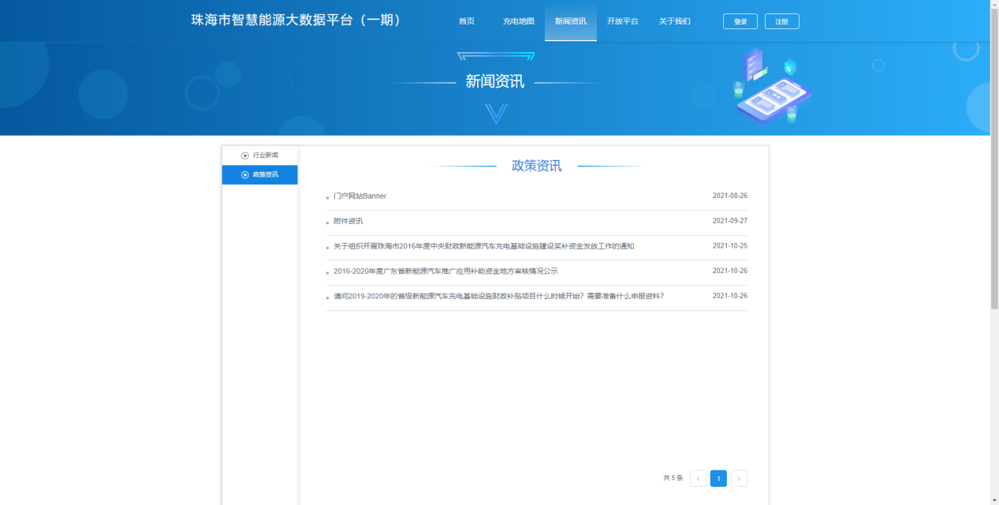 珠海市智慧能源大数据平台（一期） 首页 充电地图 新闻资讯 开放平台 关于我们 登录 注册
新闻资讯
行业新闻
政策资讯
政策资讯
门户网站Banner 2021-08-26
附件资讯 2021-09-27
关于组织开展珠海市2016年度中央财政新能源汽车充电基础设施建设奖补资金发放工作的通知 2021-10-25
2016-2020年度广东省新能源汽车推广应用补助资金地方审核情况公示 2021-10-26
请问2019-2020年的省级新能源汽车充电基础设施财政补贴项目什么时候开始？需要准备什么申报资料？ 2021-10-26
共 5 条 1